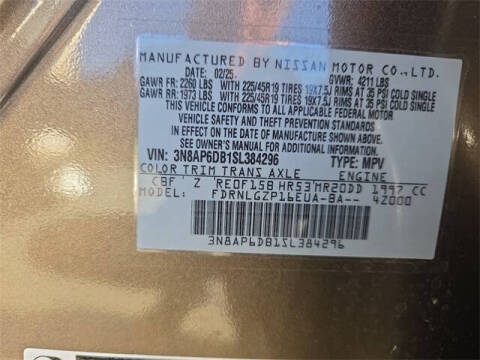 MANUFACTURED BY NISSAN MOTOR CO.,LTD.
DATE: 02/25 GVWR: 4211 LBS
GAWR FR: 2260 LBS WITH 225/45R19 TIRES 19X7.5J RIMS AT 35 PSI COLD SINGLE
GAWR RR: 1973 LBS WITH 225/45R19 TIRES 19X7.5J RIMS AT 35 PSI COLD SINGLE
THIS VEHICLE CONFORMS TO ALL APPLICABLE FEDERAL MOTOR
VEHICLE SAFETY AND THEFT PREVENTION STANDARDS
IN EFFECT ON THE DATE OF MANUFACTURE SHOWN ABOVE.
SEE OWNERS MANUAL FOR FURTHER INFORMATION
VIN: 3N8AP6DB1SL384296 TYPE: MPV
COLOR TRIM TRANS AXLE ENGINE
CBF Z RE0F15B HR53 MR20DD 1997 CC
FDRNLGZP16EUA-BA-- 4Z000
3N8AP6DB1SL384296